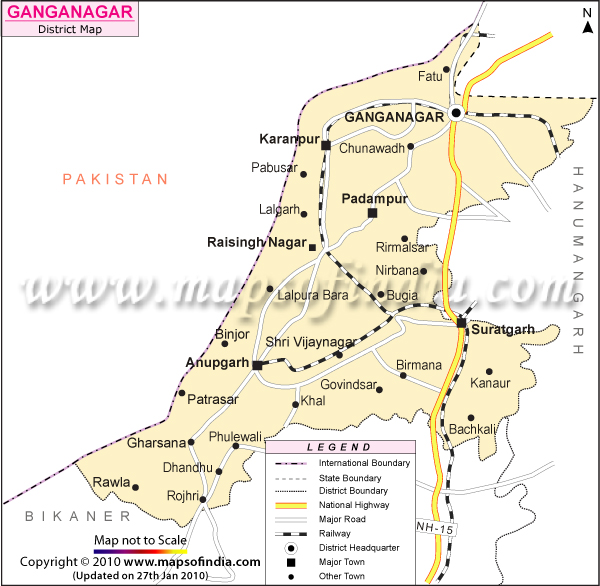 GANGANAGAR
District Map
N
Fatu
GANGANAGAR
Karanpur
Chunawadh
Pabusar
PAKISTAN
HANUMANGARH
Padampur
Lalgarh
Raisingh Nagar
Rirmalsar
Nirbana
www.mapsofindia.com
Lalpura Bara
Bugia
Suratgarh
Binjor
Shri Vijaynagar
Anupgarh
Birmana
Kanaur
Govindsar
Patrasar
Khal
Bachkali
Gharsana
Phulewali
Dhandhu
Rawla
Rojhri
BIKANER
NH-15
LEGEND
International Boundary
State Boundary
District Boundary
National Highway
Major Road
Railway
District Headquarter
Major Town
Other Town
Map not to Scale
Copyright © 2010 www.mapsofindia.com
(Updated on 27th Jan 2010)